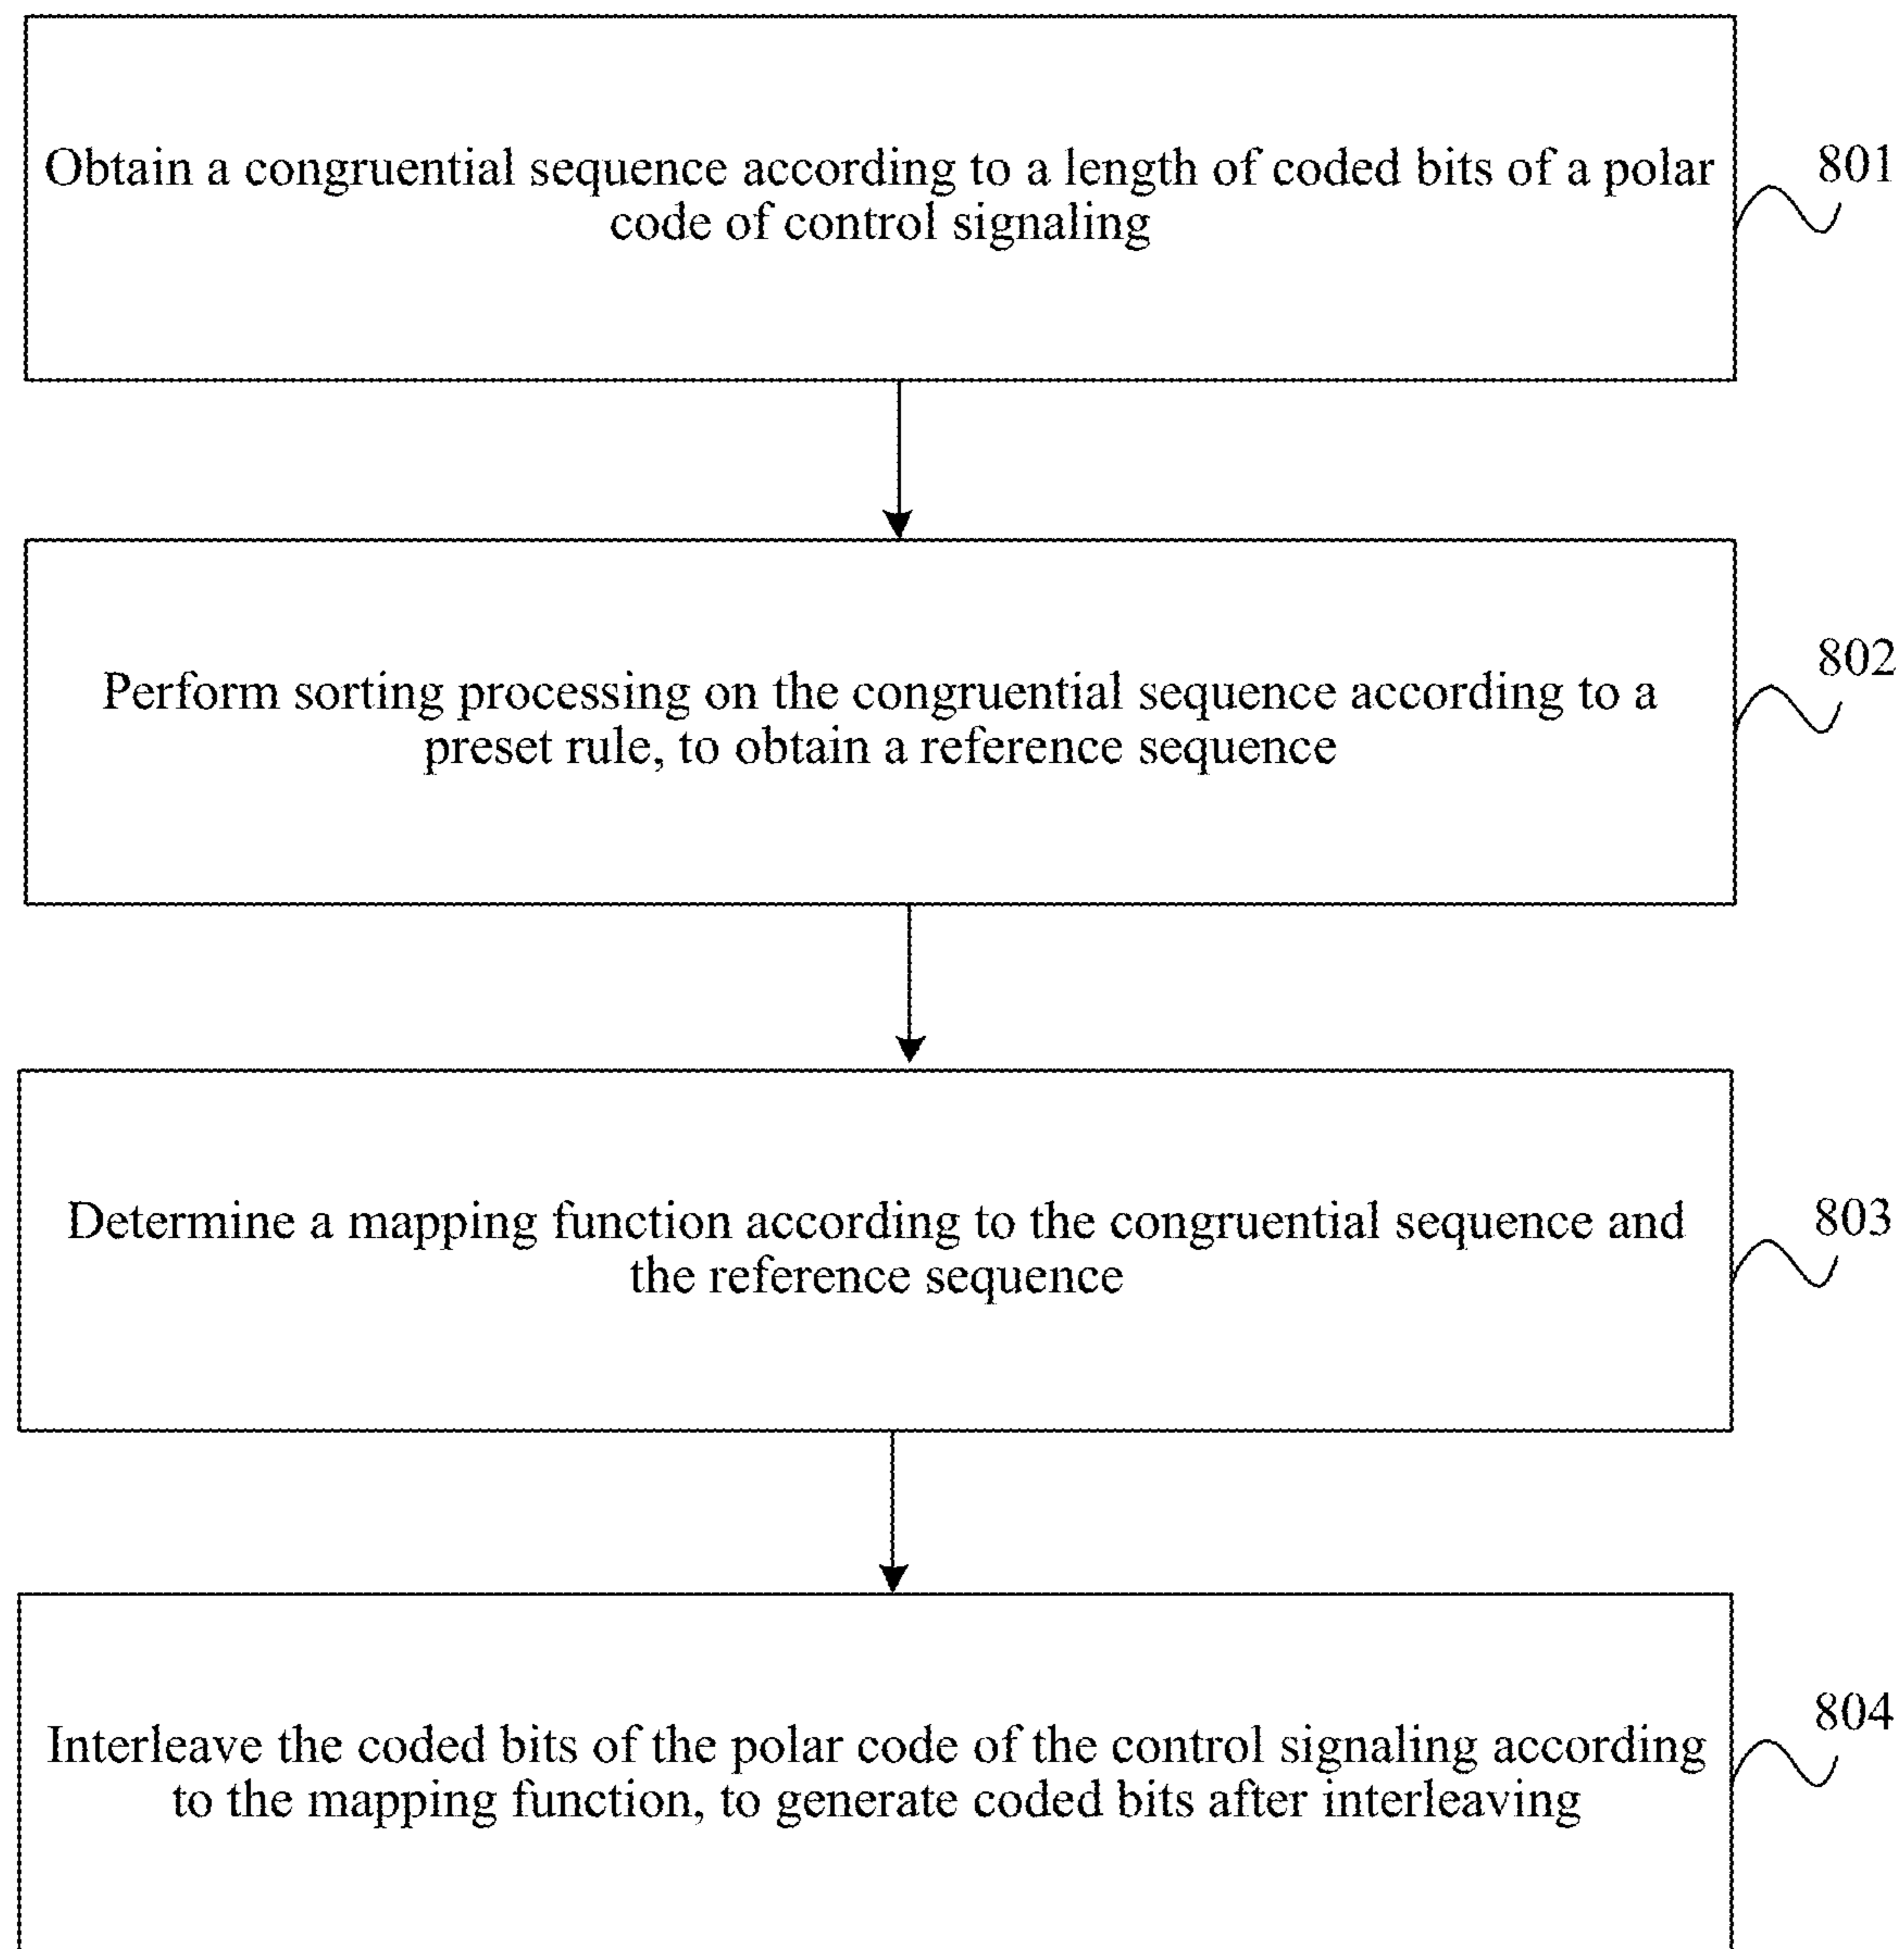 Obtain a congruential sequence according to a length of coded bits of a polar
code of control signaling
801
Perform sorting processing on the congruential sequence according to a
preset rule, to obtain a reference sequence
802
Determine a mapping function according to the congruential sequence and
the reference sequence
803
Interleave the coded bits of the polar code of the control signaling according
to the mapping function, to generate coded bits after interleaving
804